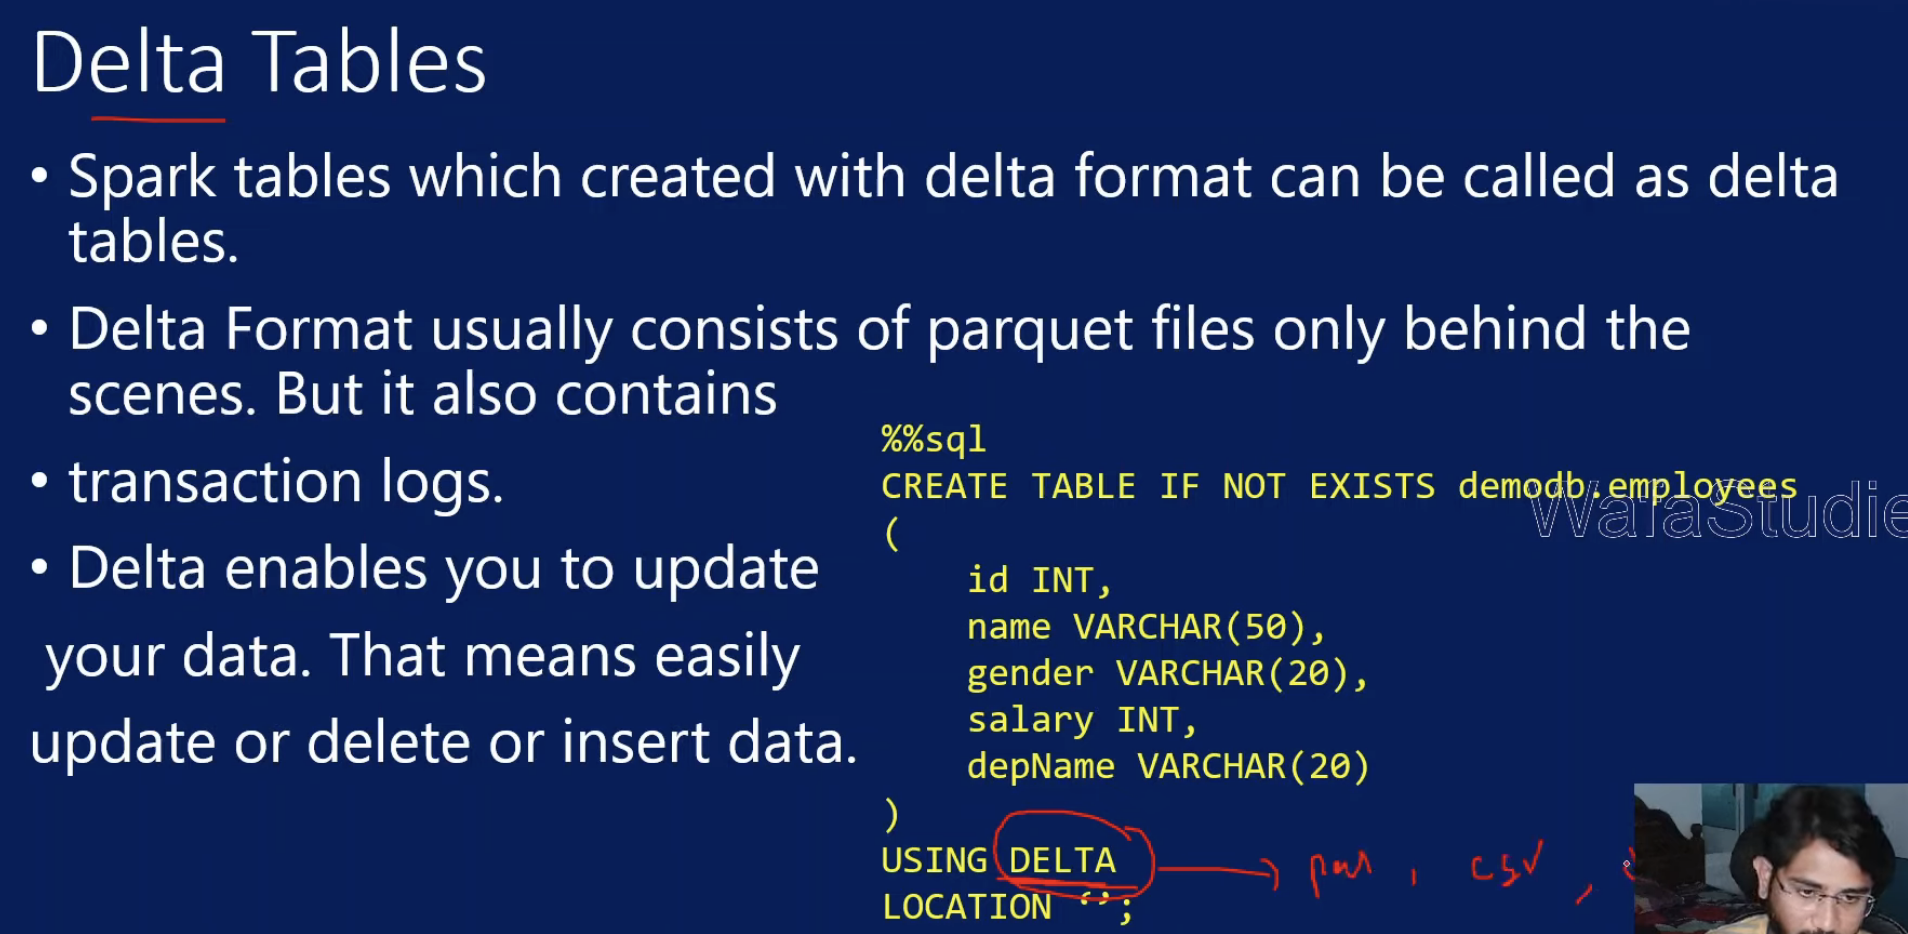 Delta Tables
• Spark tables which created with delta format can be called as delta
tables.
• Delta Format usually consists of parquet files only behind the
scenes. But it also contains
• transaction logs.
• Delta enables you to update
your data. That means easily
update or delete or insert data.
%%sql
CREATE TABLE IF NOT EXISTS demodb.employees
(
id INT,
name VARCHAR(50),
gender VARCHAR(20),
salary INT,
depName VARCHAR(20)
)
USING DELTA
LOCATION '';
par , csv ,
WafaStudie